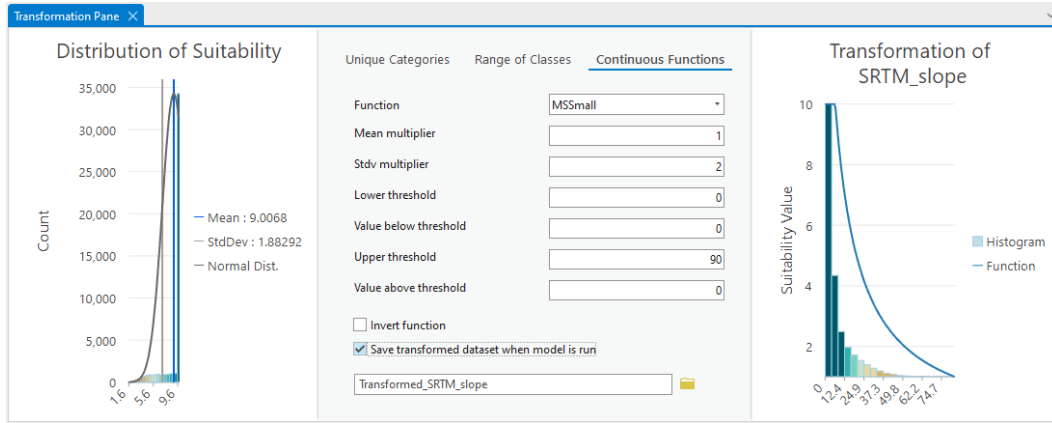 Transformation Pane
Distribution of Suitability
35,000
30,000
25,000
20,000
15,000
10,000
5,000
0
Count
1.6
5.6
9.6
Mean : 9.0068
StdDev : 1.88292
Normal Dist.
Unique Categories Range of Classes Continuous Functions
Function MSSmall
Mean multiplier 1
Stdv multiplier 2
Lower threshold 0
Value below threshold 0
Upper threshold 90
Value above threshold 0
Invert function
Save transformed dataset when model is run
Transformed_SRTM_slope
Transformation of
SRTM_slope
10
8
6
4
2
Suitability Value
0
12.4
24.9
37.3
49.8
62.2
74.7
Histogram
Function